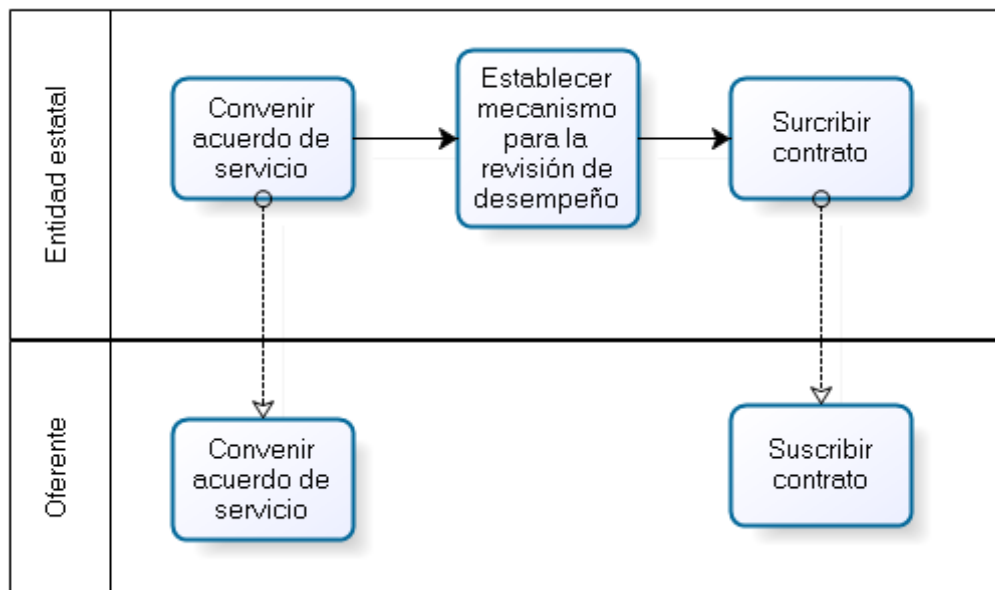 Entidad estatal
Convenir
acuerdo de
servicio
Establecer
mecanismo
para la
revisión de
desempeño
Surcribir
contrato
Oferente
Convenir
acuerdo de
servicio
Suscribir
contrato